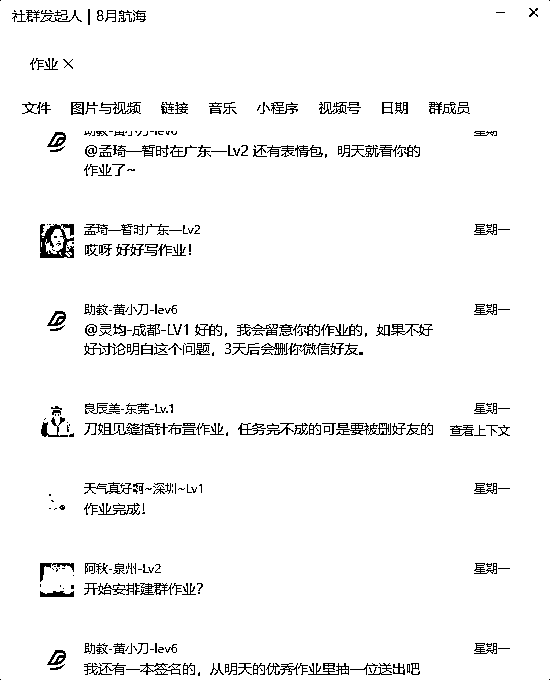 社群发起人 | 8月航海
作业 ×
文件 图片与视频 链接 音乐 小程序 视频号 日期 群成员
助教-黄小刀-lev6 星期一
@孟琦—暂时在广东—Lv2 还有表情包，明天就看你的
作业了~
孟琦—暂时广东—Lv2 星期一
哎呀 好好写作业！
助教-黄小刀-lev6 星期一
@灵均-成都-LV1 好的，我会留意你的作业的，如果不好
好讨论明白这个问题，3天后会删你微信好友。
良辰美-东莞-Lv.1 星期一
刀姐见缝插针布置作业，任务完不成的可是要被删好友的 查看上下文
天气真好啊~深圳~Lv1 星期一
作业完成！
阿秋-泉州-Lv2 星期一
开始安排建群作业？
助教-黄小刀-lev6 星期一
我还有一本签名的，从明天的优秀作业里抽一位送出吧